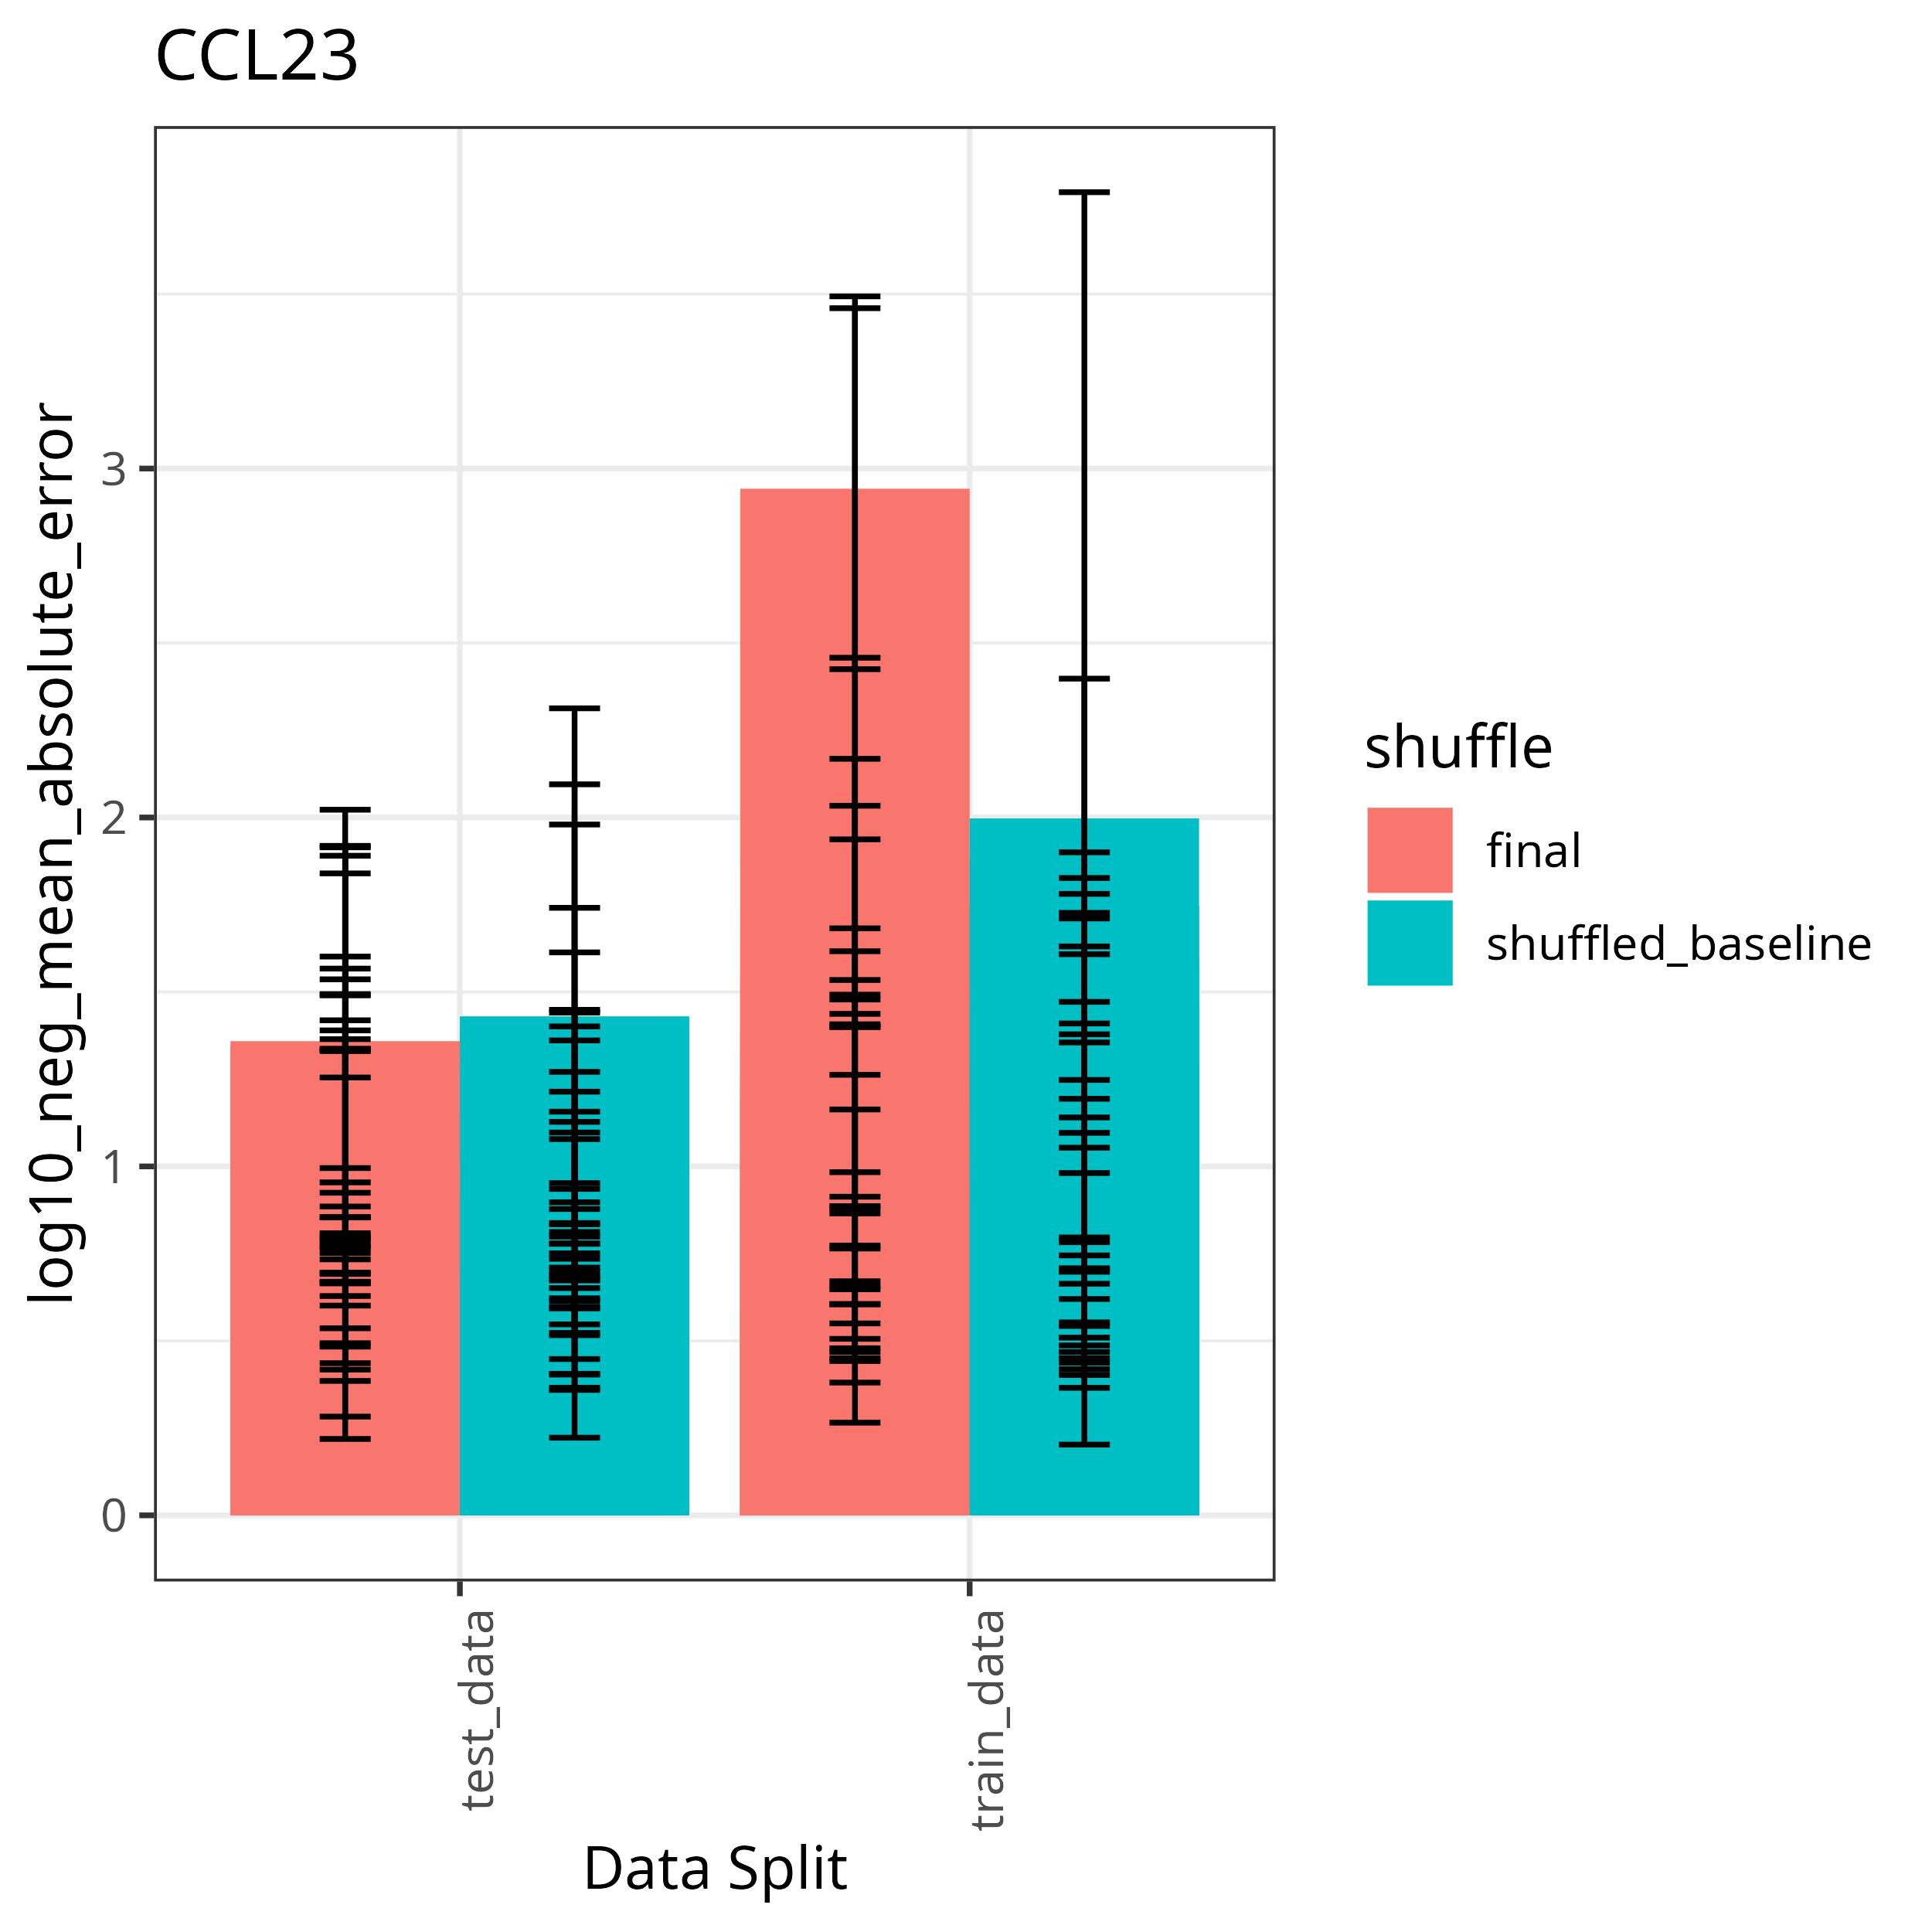 CCL23
log10_neg_mean_absolute_error
3
2
1
0
test_data
train_data
Data Split
shuffle
final
shuffled_baseline